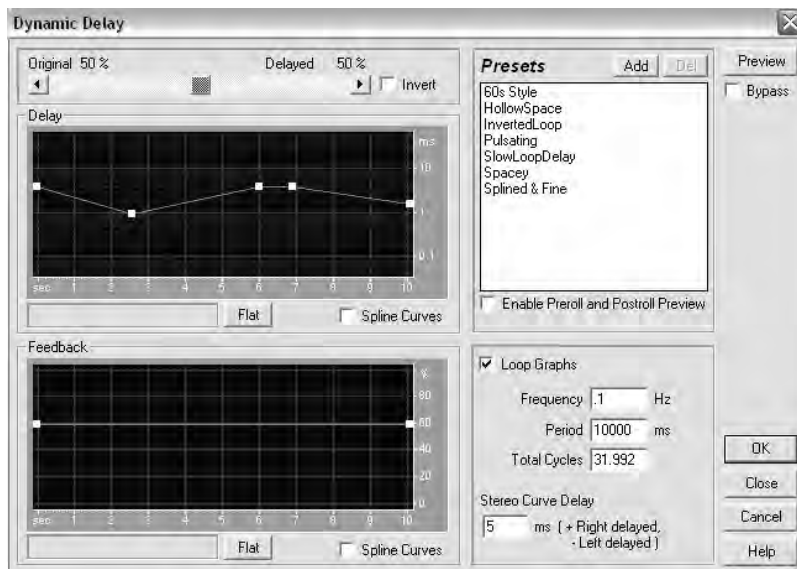 Dynamic Delay
Original 50 %
Delayed 50 %
Invert
Delay
ms
10
1
0.1
sec 1 2 3 4 5 6 7 8 9 10
Flat
Spline Curves
Feedback
%
80
60
40
20
0
sec 1 2 3 4 5 6 7 8 9 10
Flat
Spline Curves
Presets
Add
Del
60s Style
HollowSpace
InvertedLoop
Pulsating
SlowLoopDelay
Spacey
Splined & Fine
Enable Preroll and Postroll Preview
Loop Graphs
Frequency .1 Hz
Period 10000 ms
Total Cycles 31.992
Stereo Curve Delay
5 ms ( + Right delayed,
- Left delayed )
Preview
Bypass
OK
Close
Cancel
Help